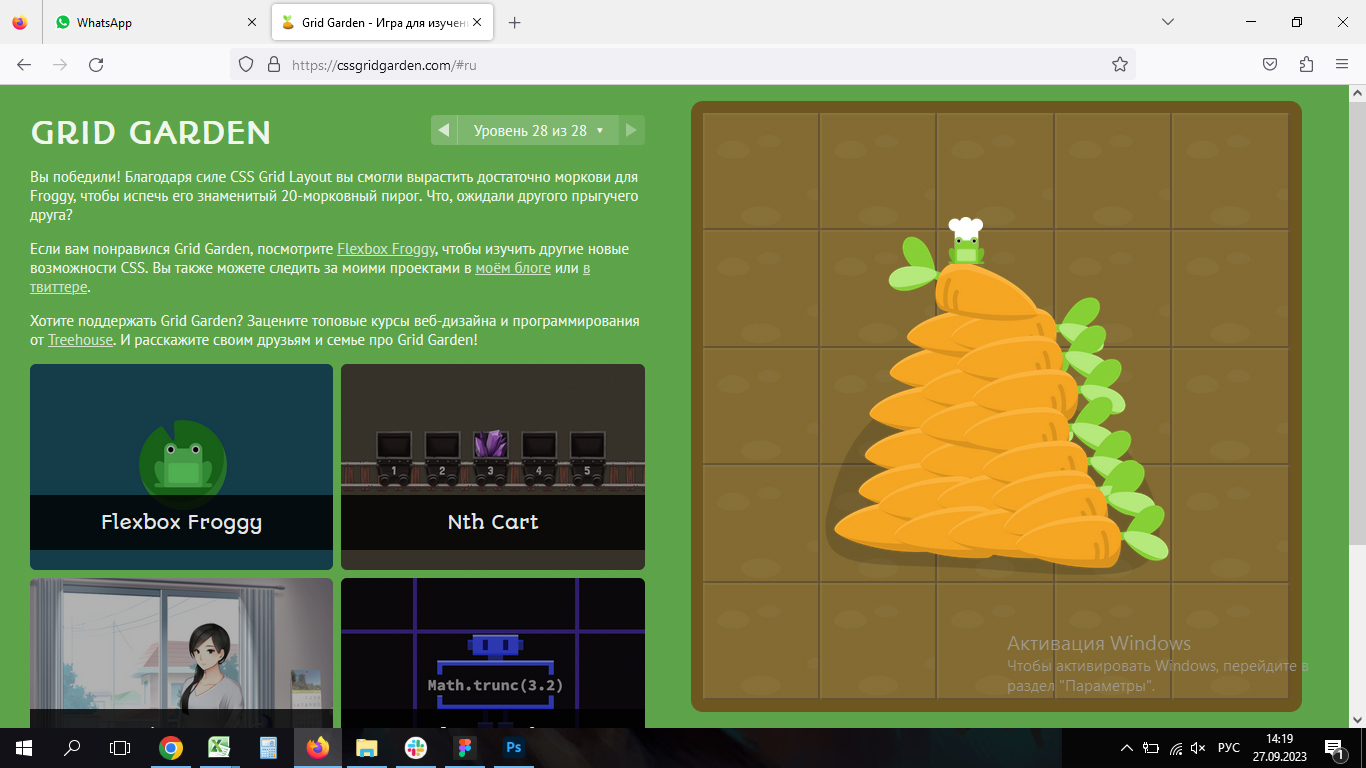 WhatsApp
Grid Garden - Игра для изучен
https://cssgridgarden.com/#ru
GRID GARDEN
Уровень 28 из 28
Вы победили! Благодаря силе CSS Grid Layout вы смогли вырастить достаточно моркови для
Froggy, чтобы испечь его знаменитый 20-морковный пирог. Что, ожидали другого прыгучего
друга?
Если вам понравился Grid Garden, посмотрите Flexbox Froggy, чтобы изучить другие новые
возможности CSS. Вы также можете следить за моими проектами в моём блоге или в
твиттере.
Хотите поддержать Grid Garden? Зацените топовые курсы веб-дизайна и программирования
от Treehouse. И расскажите своим друзьям и семье про Grid Garden!
1 2 3 4 5
Flexbox Froggy
Nth Cart
Math.trunc(3.2)
Активация Windows
Чтобы активировать Windows, перейдите в
раздел "Параметры".
Ps
РУС
14:19
27.09.2023
1